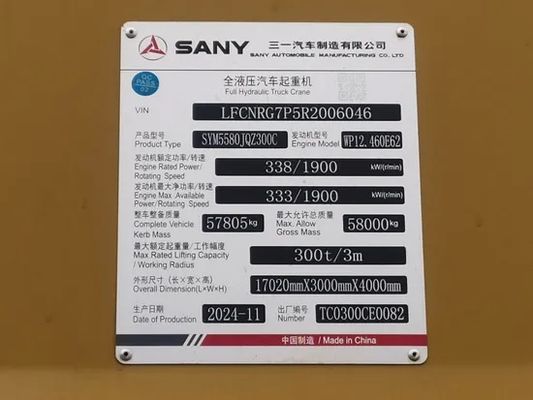 SANY 三一汽车制造有限公司
SANY AUTOMOBILE MANUFACTURING CO., LTD
QC
PASS
02
全液压汽车起重机
Full Hydraulic Truck Crane
VIN LFCNRG7P5R2006046
产品型号 发动机型号
Product Type SYM5580JQZ300C Engine Model WP12.460E62
发动机额定功率/转速
Engine Rated Power/ 338/1900 kW/(r/min)
Rotating Speed
发动机最大净功率/转速
Engine Max .Available 333/1900 kW/(r/min)
Power/Rotating Speed
整车整备质量 最大允许总质量
Complete Vehicle 57805kg Max. Allow 58000kg
Kerb Mass Gross Mass
最大额定起重量/工作幅度
Max Rated Lifting Capacity 300t/3m
/ Working Radius
外形尺寸（长×宽×高） 17020mmX3000mmX4000mm
Overall Dimension(L×W×H)
生产日期 出厂编号
Date of Production 2024-11 Number TC0300CE0082
中国制造 / Made in China